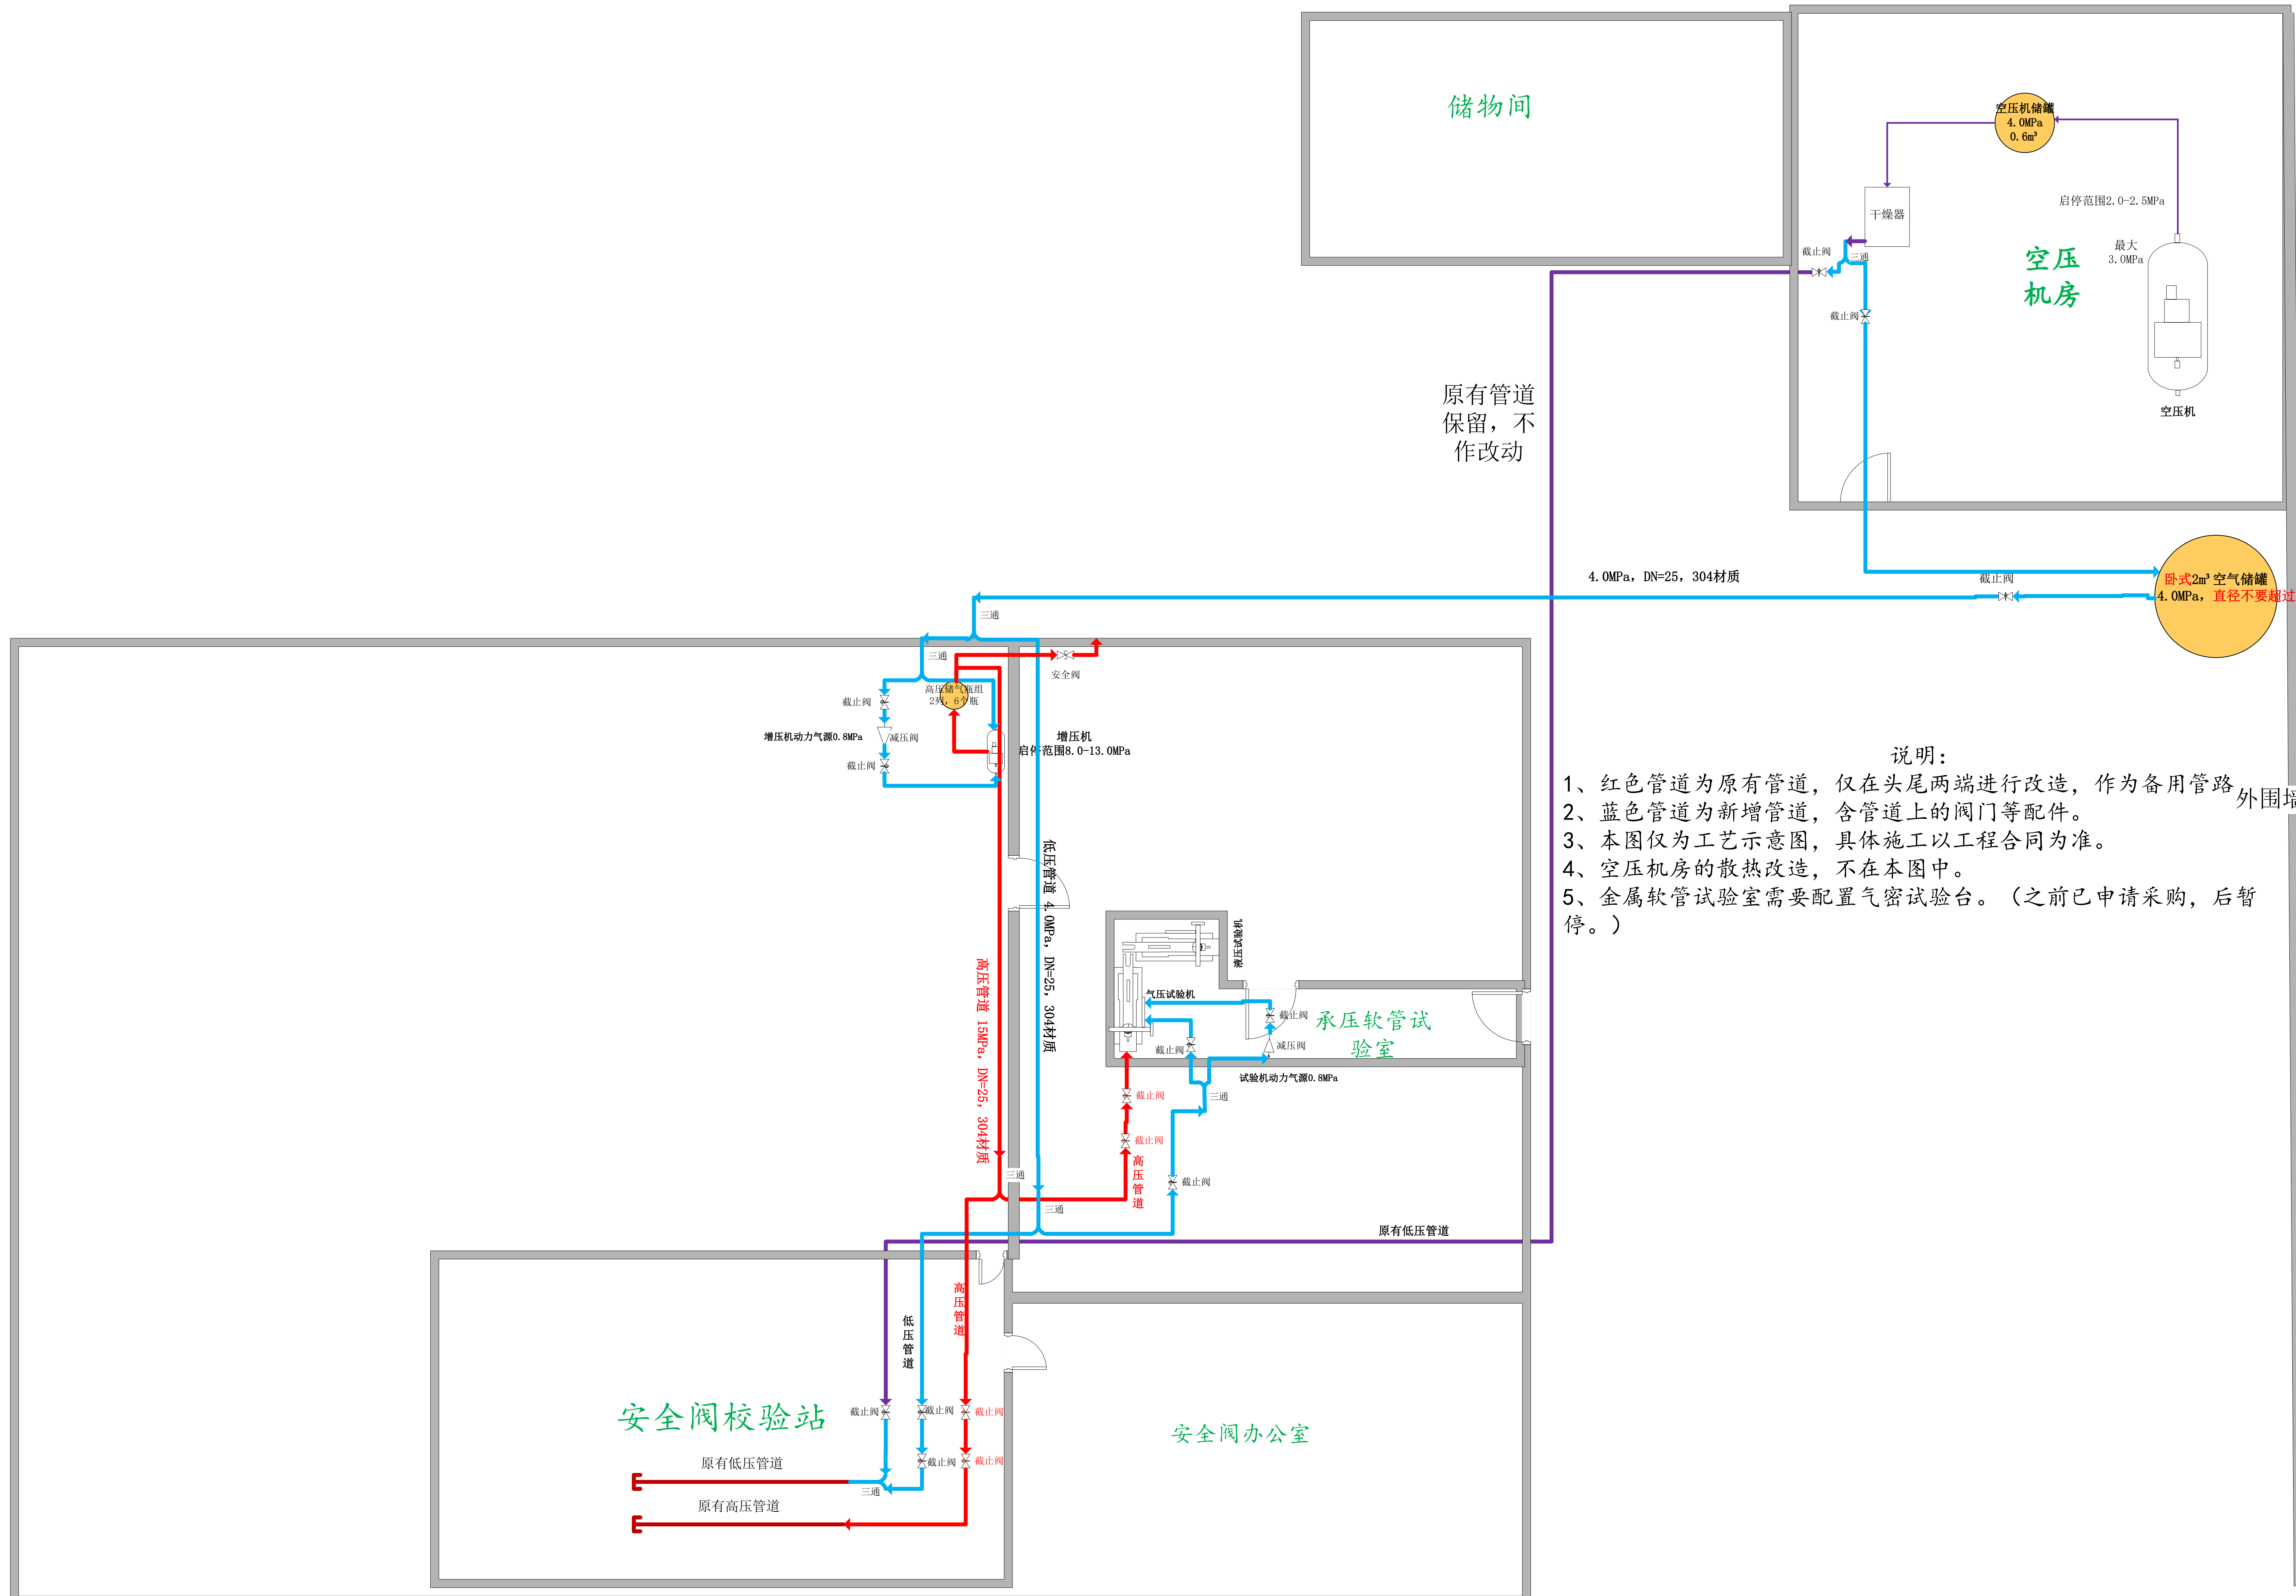 储物间
空压机储罐
4.0MPa
0.6m³
启停范围2.0-2.5MPa
干燥器
最大
3.0MPa
截止阀
三通
空压
机房
截止阀
空压机
原有管道
保留，不
作改动
4.0MPa，DN=25，304材质
截止阀
卧式2m³空气储罐
4.0MPa，直径不要超过
三通
三通
安全阀
高压储气瓶组
2列，6个瓶
截止阀
增压机动力气源0.8MPa
减压阀
截止阀
增压机
启停范围8.0-13.0MPa
说明：
1、红色管道为原有管道，仅在头尾两端进行改造，作为备用管路
2、蓝色管道为新增管道，含管道上的阀门等配件。
3、本图仅为工艺示意图，具体施工以工程合同为准。
4、空压机房的散热改造，不在本图中。
5、金属软管试验室需要配置气密试验台。（之前已申请采购，后暂
停。）
外围墙
低压管道 4.0MPa，DN=25，304材质
高压管道 15MPa，DN=25，304材质
液压试验机
气压试验机
截止阀
承压软管试
验室
截止阀
减压阀
试验机动力气源0.8MPa
截止阀
三通
截止阀
高压管道
三通
截止阀
三通
原有低压管道
高压管道
低压管道
安全阀校验站
截止阀
截止阀
截止阀
安全阀办公室
原有低压管道
截止阀
截止阀
三通
原有高压管道